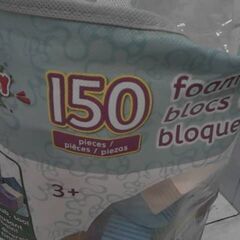 150
pieces /
pièces / piezas
foam
blocs
bloque
3+